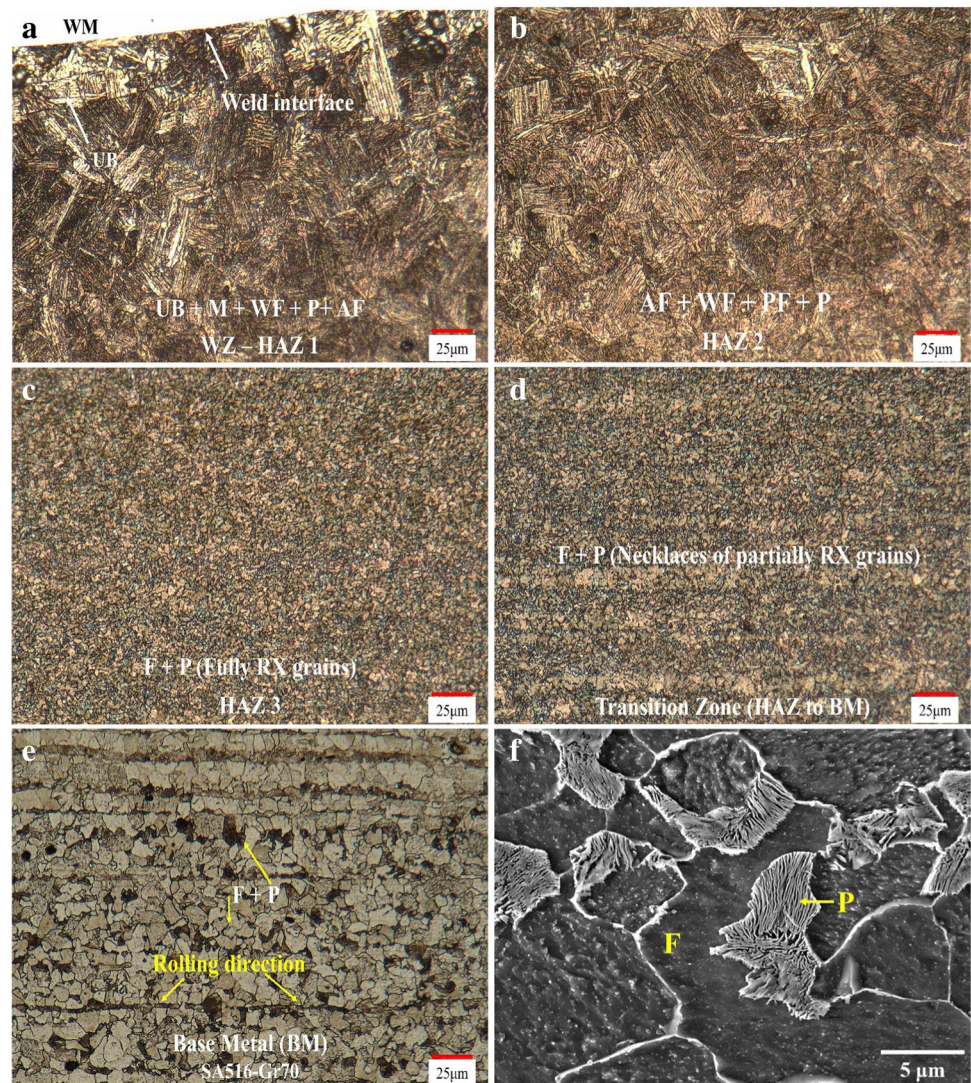 a
WM
Weld interface
UB
UB + M + WF + P+ AF
WZ – HAZ 1
25μm
b
AF + WF + PF + P
HAZ 2
25μm
c
F + P (Fully RX grains)
HAZ 3
25μm
d
F + P (Necklaces of partially RX grains)
Transition Zone (HAZ to BM)
25μm
e
F + P
Rolling direction
Base Metal (BM)
SA516-Gr70
25μm
f
P
F
5 μm